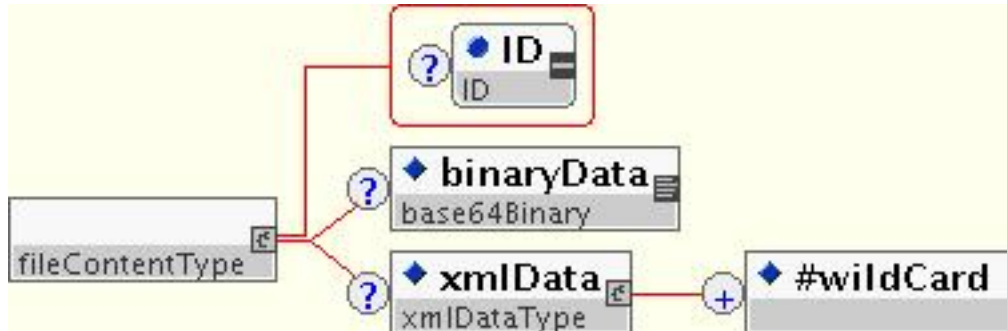 ? ID
ID
? binaryData
base64Binary
fileContentType
? xmlData
xmlDataType
+ #wildCard